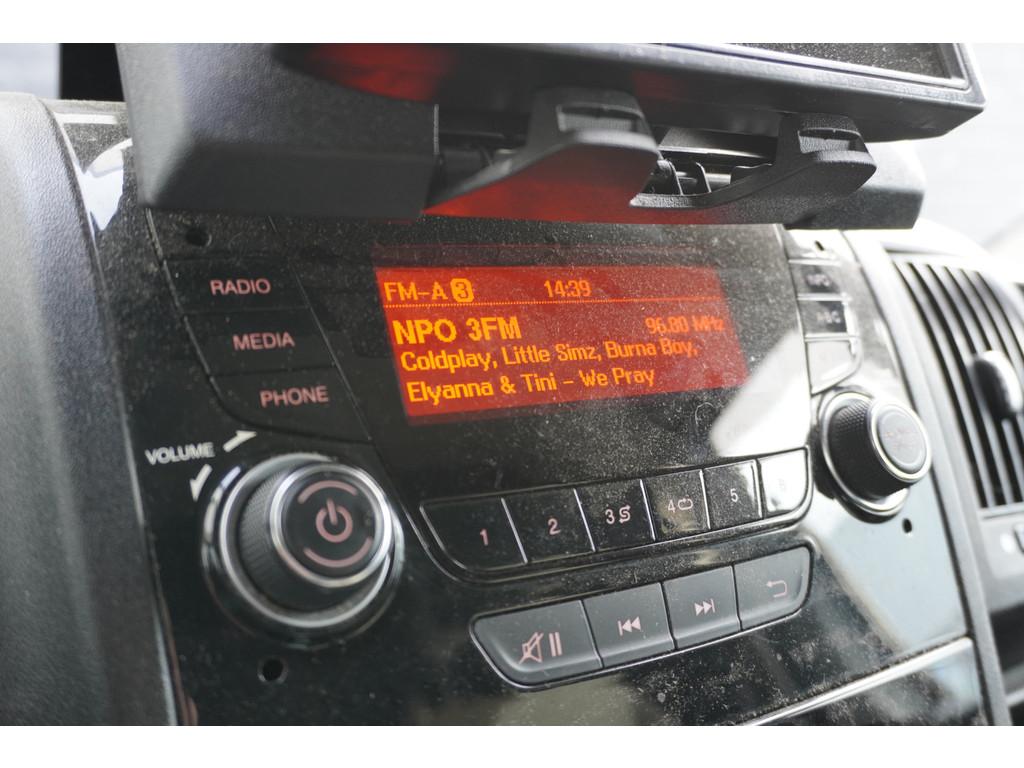 FM-A 3 14:39
NPO 3FM 96.80 MHz
Coldplay, Little Simz, Burna Boy,
Elyanna & Tini - We Pray
RADIO
MEDIA
PHONE
VOLUME
1 2 3 4 5 6